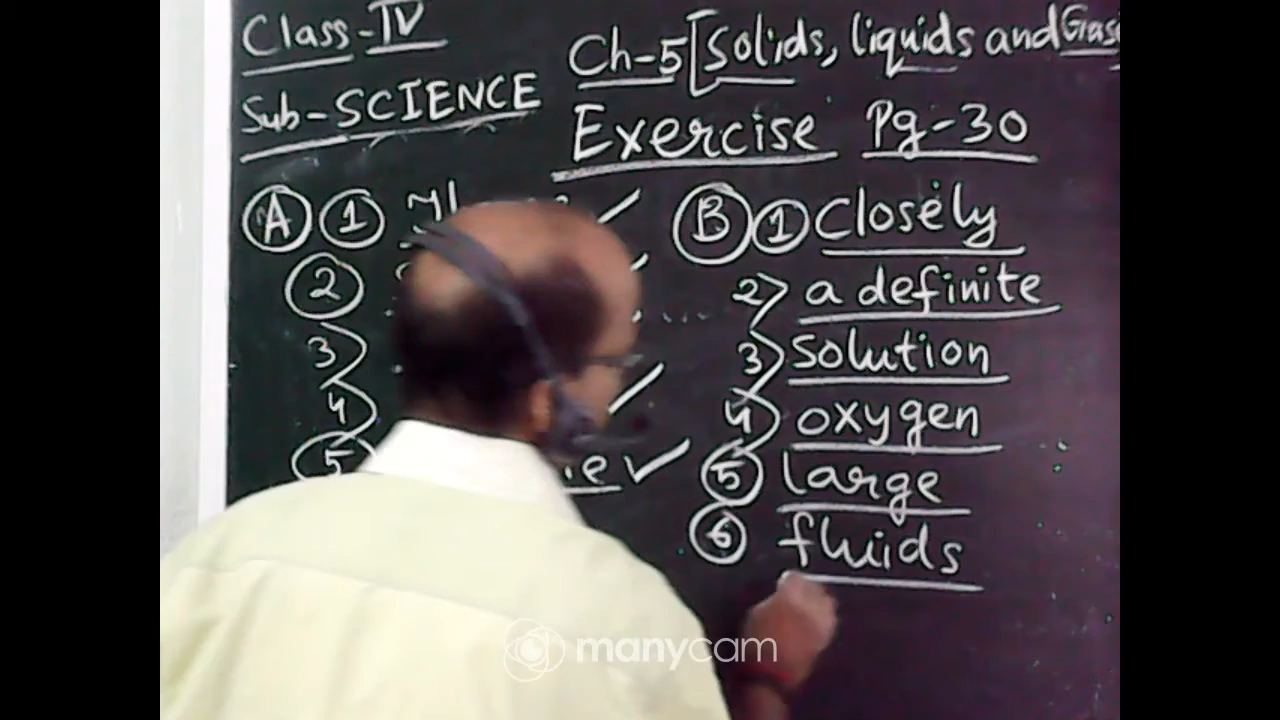 Class-IV
Sub-SCIENCE
Ch-5 [Solids, liquids and
Exercise Pg-30
A 1
2
3
4
5
B 1 Closely
2 a definite
3 solution
4 oxygen
5 large
6 fluids
manycam